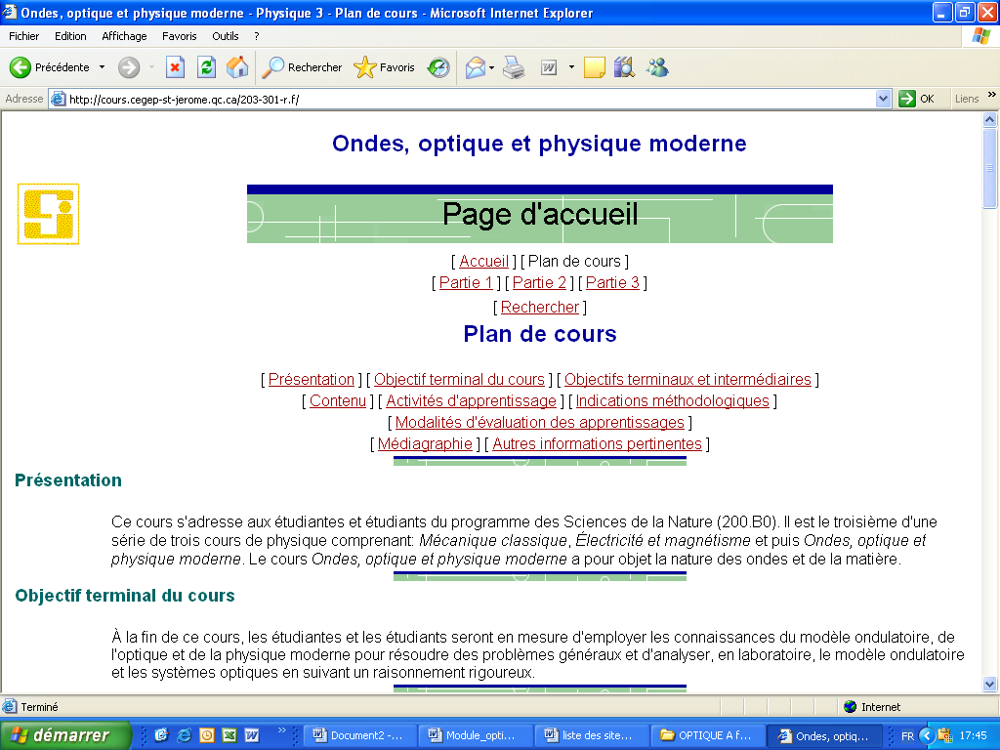 Ondes, optique et physique moderne - Physique 3 - Plan de cours - Microsoft Internet Explorer
Fichier Edition Affichage Favoris Outils ?
Précédente Rechercher Favoris
Adresse http://cours.cegep-st-jerome.qc.ca/203-301-r.f/ OK Liens »
Ondes, optique et physique moderne
Page d'accueil
[ Accueil ] [ Plan de cours ]
[ Partie 1 ] [ Partie 2 ] [ Partie 3 ]
[ Rechercher ]
Plan de cours
[ Présentation ] [ Objectif terminal du cours ] [ Objectifs terminaux et intermédiaires ]
[ Contenu ] [ Activités d'apprentissage ] [ Indications méthodologiques ]
[ Modalités d'évaluation des apprentissages ]
[ Médiagraphie ] [ Autres informations pertinentes ]
Présentation
Ce cours s'adresse aux étudiantes et étudiants du programme des Sciences de la Nature (200.B0). Il est le troisième d'une
série de trois cours de physique comprenant: Mécanique classique, Électricité et magnétisme et puis Ondes, optique et
physique moderne. Le cours Ondes, optique et physique moderne a pour objet la nature des ondes et de la matière.
Objectif terminal du cours
À la fin de ce cours, les étudiantes et les étudiants seront en mesure d'employer les connaissances du modèle ondulatoire, de
l'optique et de la physique moderne pour résoudre des problèmes généraux et d'analyser, en laboratoire, le modèle ondulatoire
et les systèmes optiques en suivant un raisonnement rigoureux.
Terminé Internet
démarrer » Document2 -... Module_opti... liste des site... OPTIQUE A f... Ondes, optiq... FR 17:45